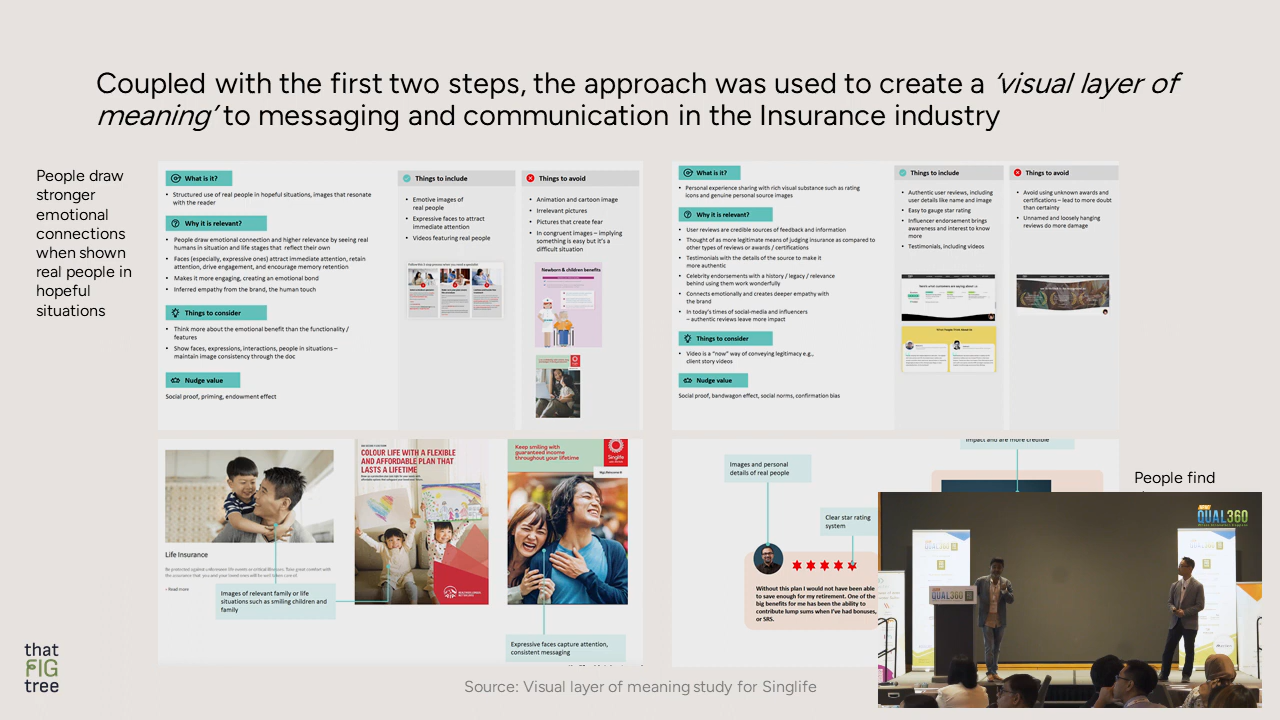 Coupled with the first two steps, the approach was used to create a 'visual layer of
meaning' to messaging and communication in the Insurance industry
People draw
stronger
emotional
connections
when shown
real people in
hopeful
situations
What is it?
• Structured use of real people in hopeful situations, images that resonate
with the reader
Why it is relevant?
• People draw emotional connection and higher relevance by seeing real
humans in situation and life stages that reflect their own
• Faces (especially, expressive ones) attract immediate attention, retain
attention, drive engagement, and encourage memory retention
• Makes it more engaging, creating an emotional bond
• Inferred empathy from the brand, the human touch
Things to consider
• Think more about the emotional benefit than the functionality /
features
• Show faces, expressions, interactions, people in situations –
maintain image consistency through the doc
Nudge value
Social proof, priming, endowment effect
Things to include
• Emotive images of
real people
• Expressive faces to attract
immediate attention
• Videos featuring real people
Things to avoid
• Animation and cartoon image
• Irrelevant pictures
• Pictures that create fear
• In congruent images – implying
something is easy but it's a
difficult situation
Newborn & children benefits
What is it?
• Personal experience sharing with rich visual substance such as rating
icons and genuine personal source images
Why it is relevant?
• User reviews are credible sources of feedback and information
• Thought of as more legitimate means of judging insurance as compared to
other types of reviews or awards / certifications
• Testimonials with the details of the source to make it
more authentic
• Celebrity endorsements with a history / legacy / relevance
behind using them work wonderfully
• Connects emotionally and creates deeper empathy with
the brand
• In today's times of social-media and influencers
– authentic reviews leave more impact
Things to consider
• Video is a "now" way of conveying legitimacy e.g.,
client story videos
Nudge value
Social proof, bandwagon effect, social norms, confirmation bias
Things to include
• Authentic user reviews, including
user details like name and image
• Easy to gauge star rating
• Influencer endorsement brings
awareness and interest to know
more
• Testimonials, including videos
Things to avoid
• Avoid using unknown awards and
certifications – lead to more doubt
than certainty
• Unnamed and loosely hanging
reviews do more damage
Life Insurance
› Read more
Images of relevant family or life
situations such as smiling children and
family
COLOUR LIFE WITH A FLEXIBLE
AND AFFORDABLE PLAN THAT
LASTS A LIFETIME
AIA
Keep smiling with
guaranteed income
throughout your lifetime
Singlife
Expressive faces capture attention,
consistent messaging
Images and personal
details of real people
impact and are more credible
Clear star rating
system
Without this plan I would not have been able
to save enough for my retirement. One of the
big benefits for me has been the ability to
contribute lump sums when I've had bonuses,
or SRS.
People find
that
FIG
tree
Source: Visual layer of meaning study for Singlife
QUAL360
QUAL360
QUAL360
QUAL360